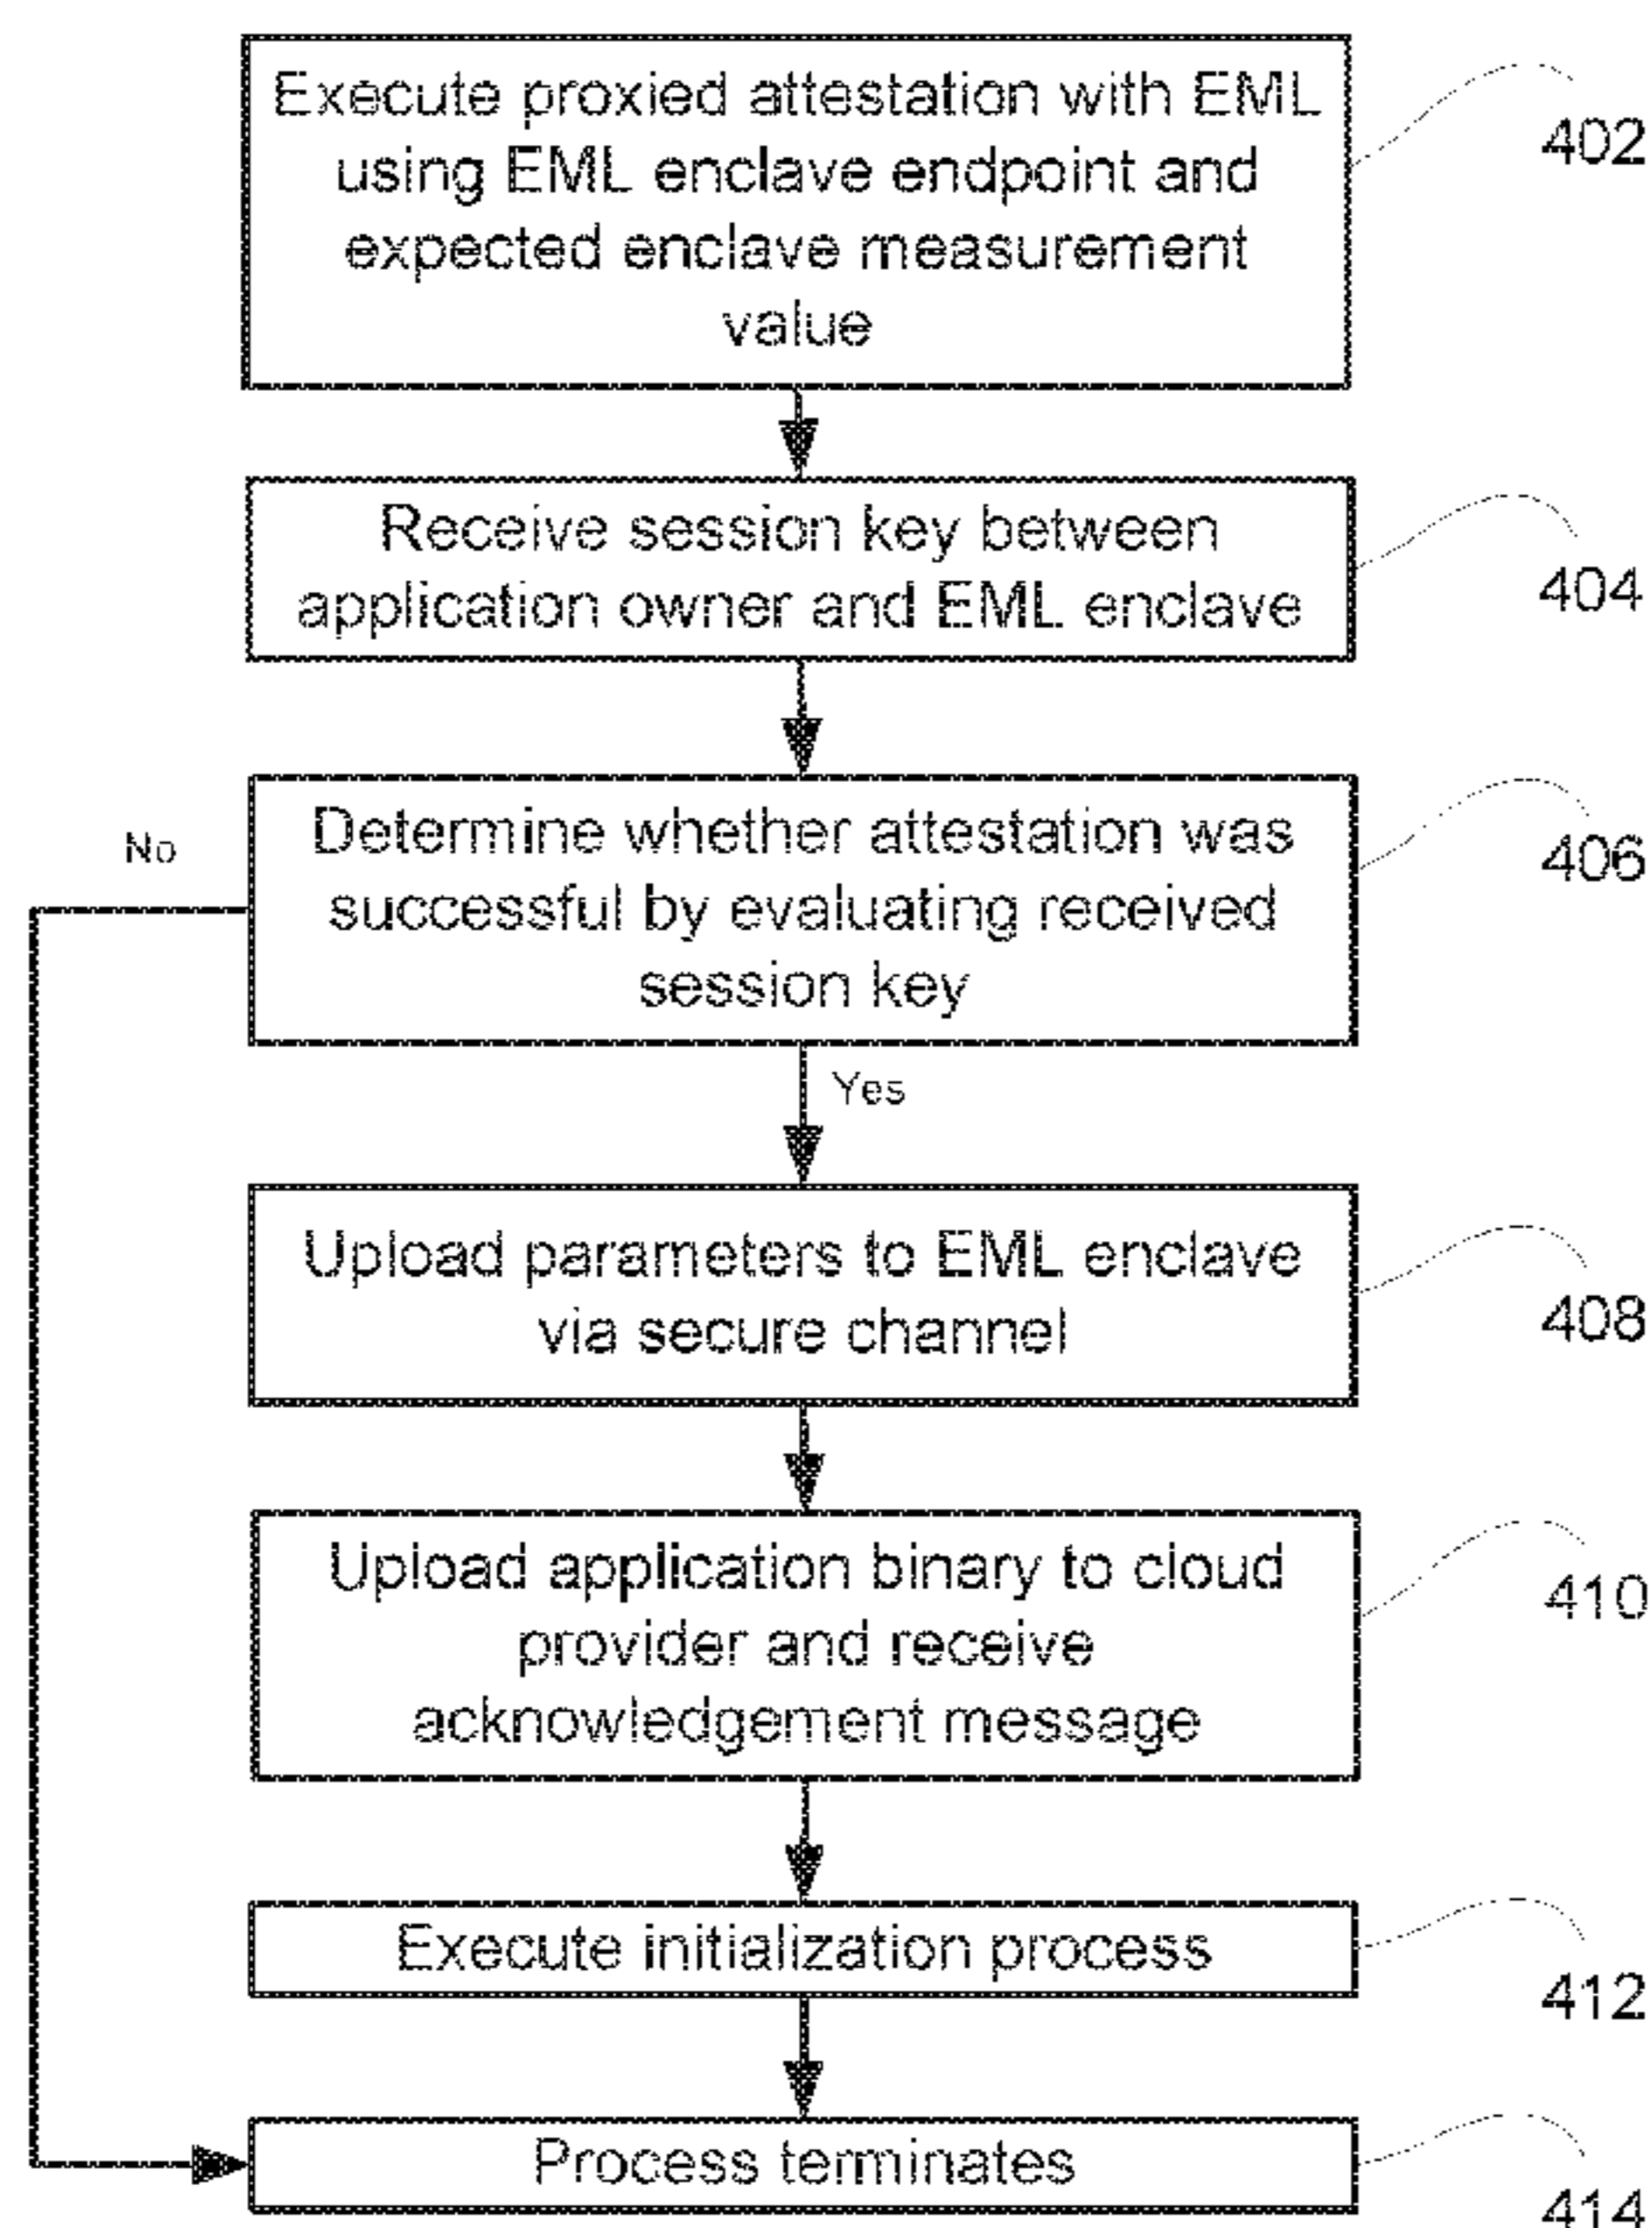 Execute proxied attestation with EML
using EML enclave endpoint and
expected enclave measurement
value
402
Receive session key between
application owner and EML enclave
404
Determine whether attestation was
successful by evaluating received
session key
No
406
Yes
Upload parameters to EML enclave
via secure channel
408
Upload application binary to cloud
provider and receive
acknowledgement message
410
Execute initialization process
412
Process terminates
414